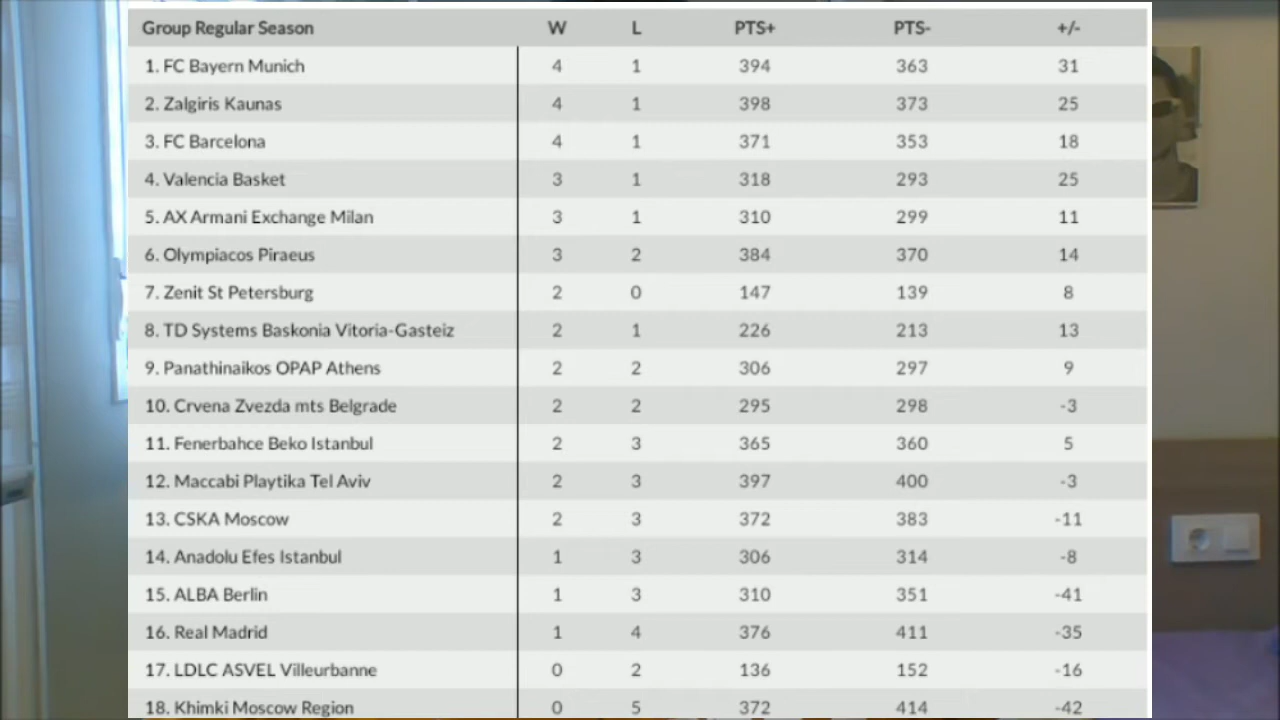 Group Regular Season W L PTS+ PTS- +/-
1. FC Bayern Munich 4 1 394 363 31
2. Zalgiris Kaunas 4 1 398 373 25
3. FC Barcelona 4 1 371 353 18
4. Valencia Basket 3 1 318 293 25
5. AX Armani Exchange Milan 3 1 310 299 11
6. Olympiacos Piraeus 3 2 384 370 14
7. Zenit St Petersburg 2 0 147 139 8
8. TD Systems Baskonia Vitoria-Gasteiz 2 1 226 213 13
9. Panathinaikos OPAP Athens 2 2 306 297 9
10. Crvena Zvezda mts Belgrade 2 2 295 298 -3
11. Fenerbahce Beko Istanbul 2 3 365 360 5
12. Maccabi Playtika Tel Aviv 2 3 397 400 -3
13. CSKA Moscow 2 3 372 383 -11
14. Anadolu Efes Istanbul 1 3 306 314 -8
15. ALBA Berlin 1 3 310 351 -41
16. Real Madrid 1 4 376 411 -35
17. LDLC ASVEL Villeurbanne 0 2 136 152 -16
18. Khimki Moscow Region 0 5 372 414 -42